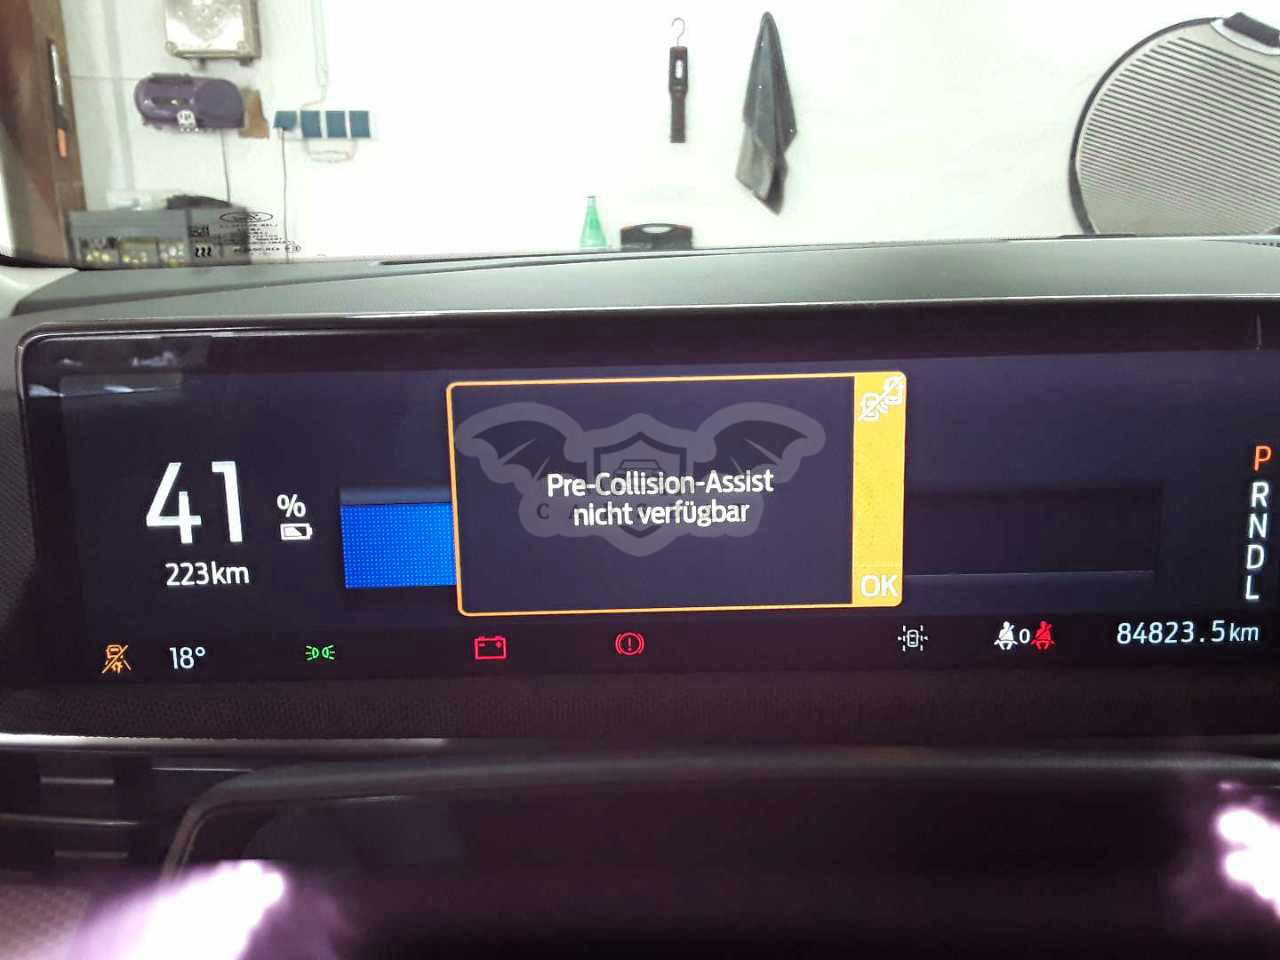 41 %
223km
Pre-Collision-Assist
nicht verfügbar
OK
P
R
N
D
L
18°
0
84823.5km